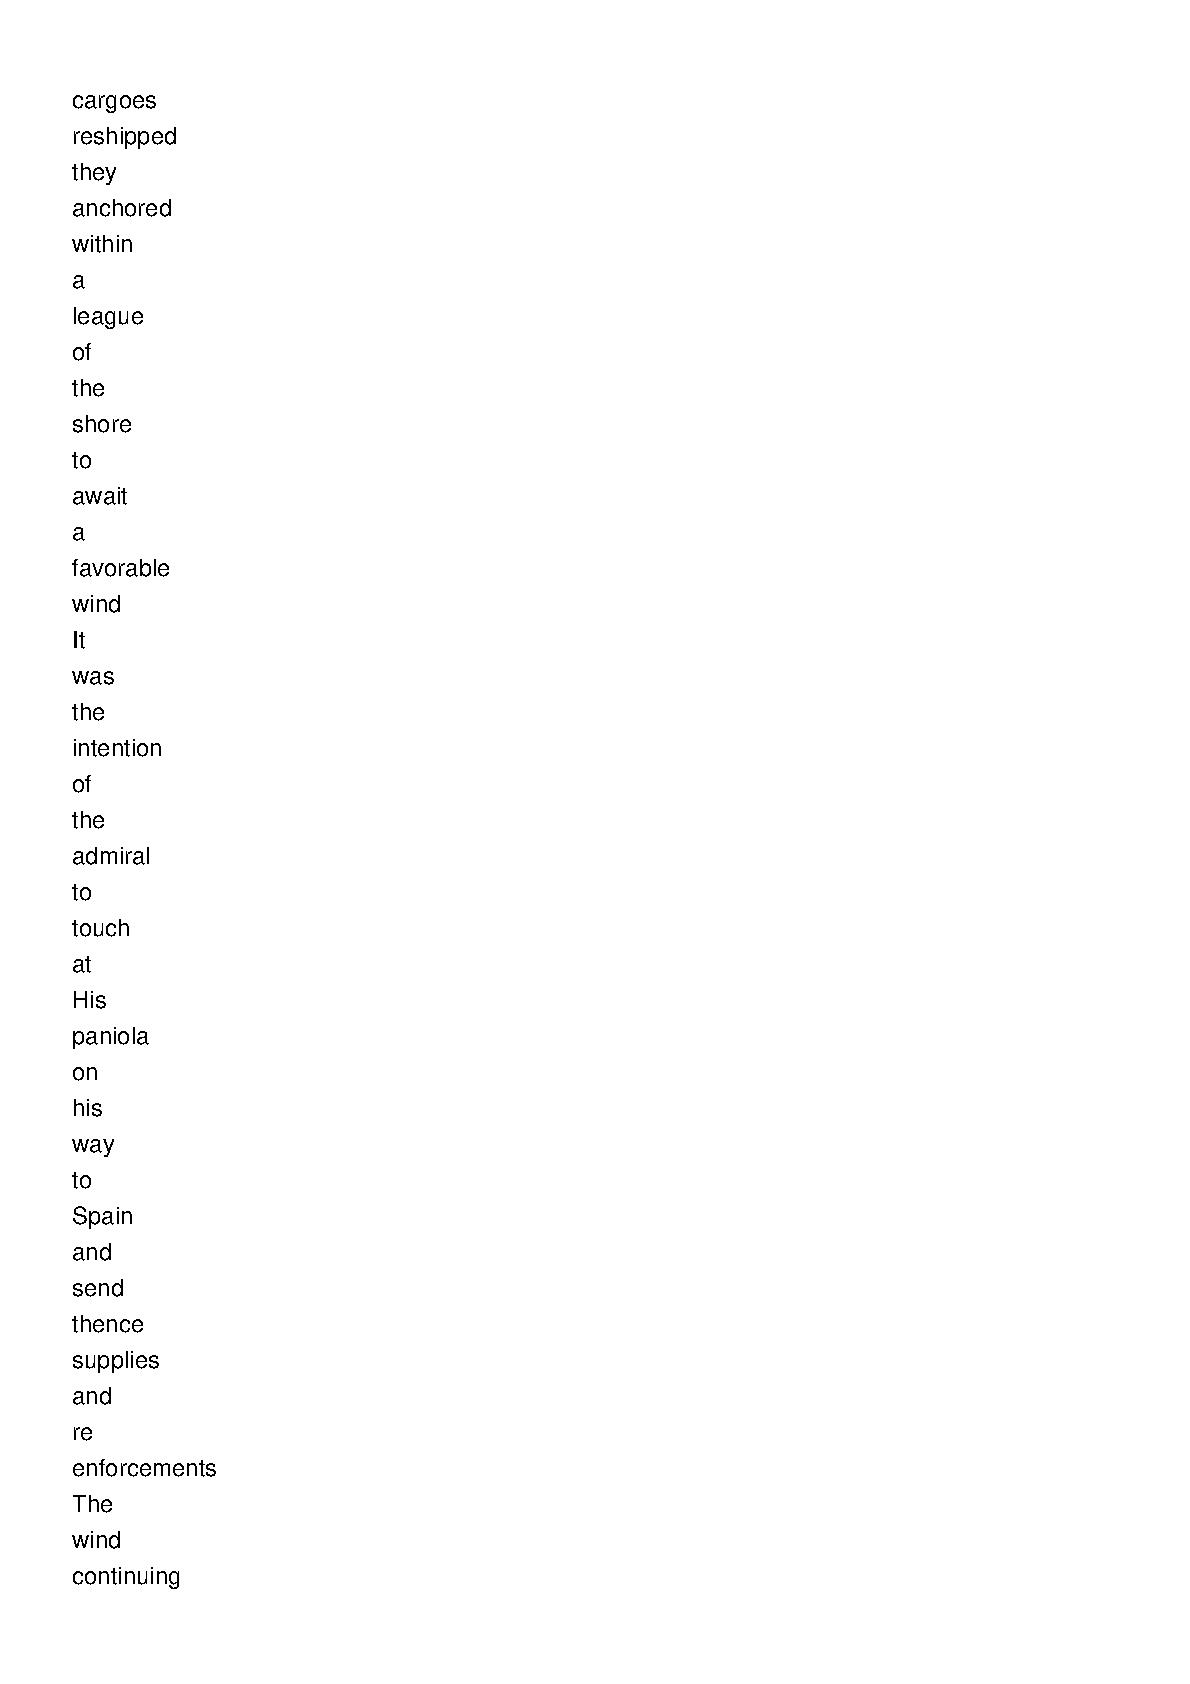 cargoes
reshipped
they
anchored
within
a
league
of
the
shore
to
await
a
favorable
wind
It
was
the
intention
of
the
admiral
to
touch
at
His
paniola
on
his
way
to
Spain
and
send
thence
supplies
and
re
enforcements
The
wind
continuing